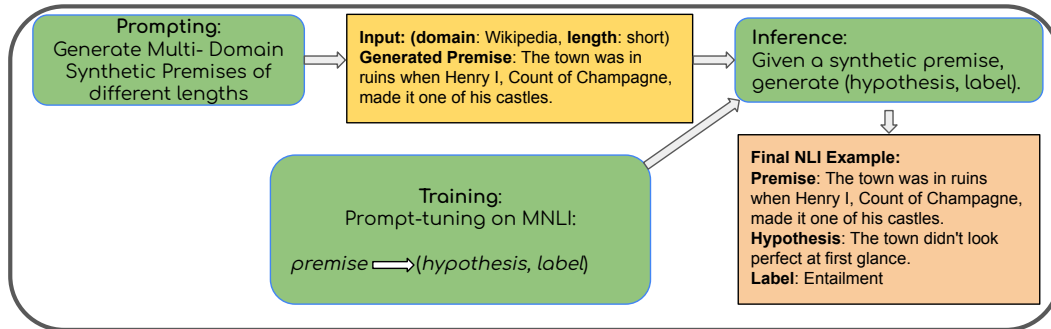 Prompting:
Generate Multi- Domain
Synthetic Premises of
different lengths
Input: (domain: Wikipedia, length: short)
Generated Premise: The town was in
ruins when Henry I, Count of Champagne,
made it one of his castles.
Inference:
Given a synthetic premise,
generate (hypothesis, label).
Training:
Prompt-tuning on MNLI:
premise (hypothesis, label)
Final NLI Example:
Premise: The town was in ruins
when Henry I, Count of Champagne,
made it one of his castles.
Hypothesis: The town didn't look
perfect at first glance.
Label: Entailment